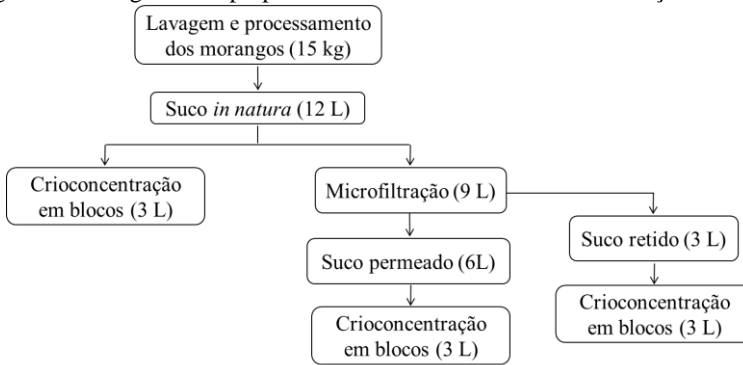 Lavagem e processamento
dos morangos (15 kg)
Suco in natura (12 L)
Crioconcentração
em blocos (3 L)
Microfiltração (9 L)
Suco retido (3 L)
Suco permeado (6L)
Crioconcentração
em blocos (3 L)
Crioconcentração
em blocos (3 L)